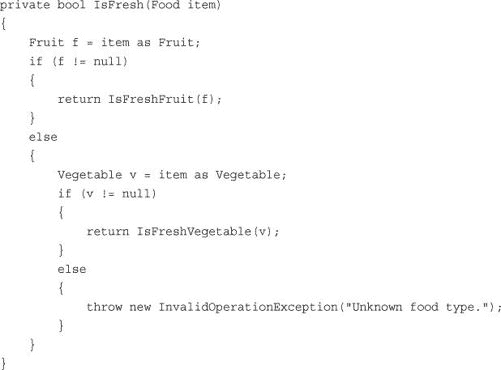 private bool IsFresh(Food item)
{
    Fruit f = item as Fruit;
    if (f != null)
    {
        return IsFreshFruit(f);
    }
    else
    {
        Vegetable v = item as Vegetable;
        if (v != null)
        {
            return IsFreshVegetable(v);
        }
        else
        {
            throw new InvalidOperationException("Unknown food type.");
        }
    }
}